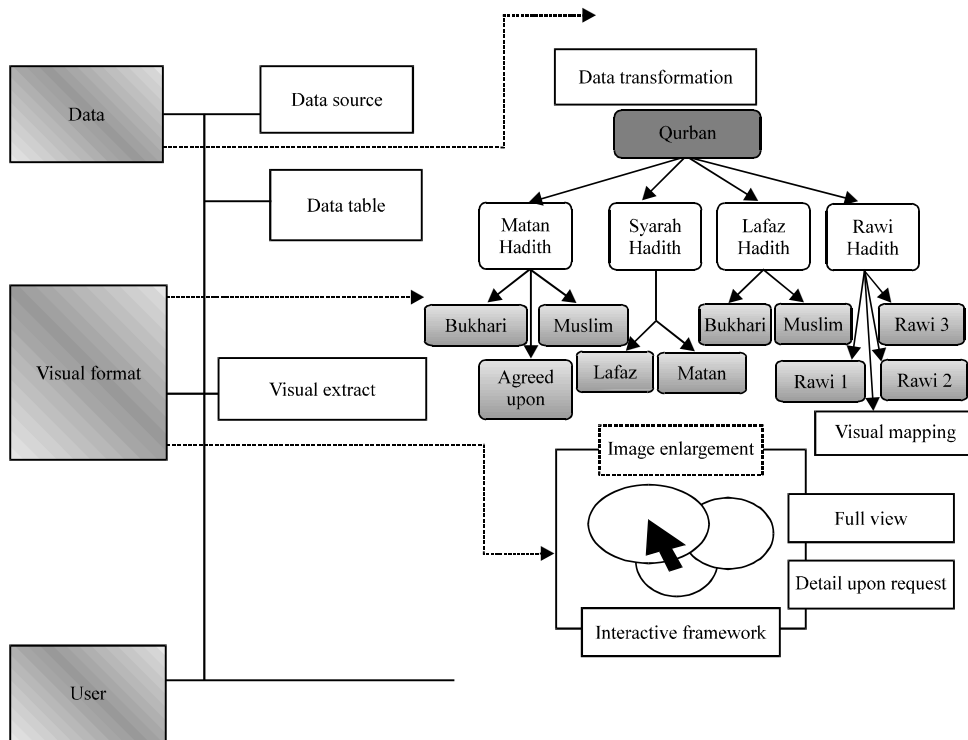 Data
Data source
Data table
Visual format
Visual extract
User
Data transformation
Qurban
Matan
Hadith
Syarah
Hadith
Lafaz
Hadith
Rawi
Hadith
Bukhari
Muslim
Agreed
upon
Lafaz
Matan
Bukhari
Muslim
Rawi 3
Rawi 1
Rawi 2
Visual mapping
Image enlargement
Full view
Detail upon request
Interactive framework